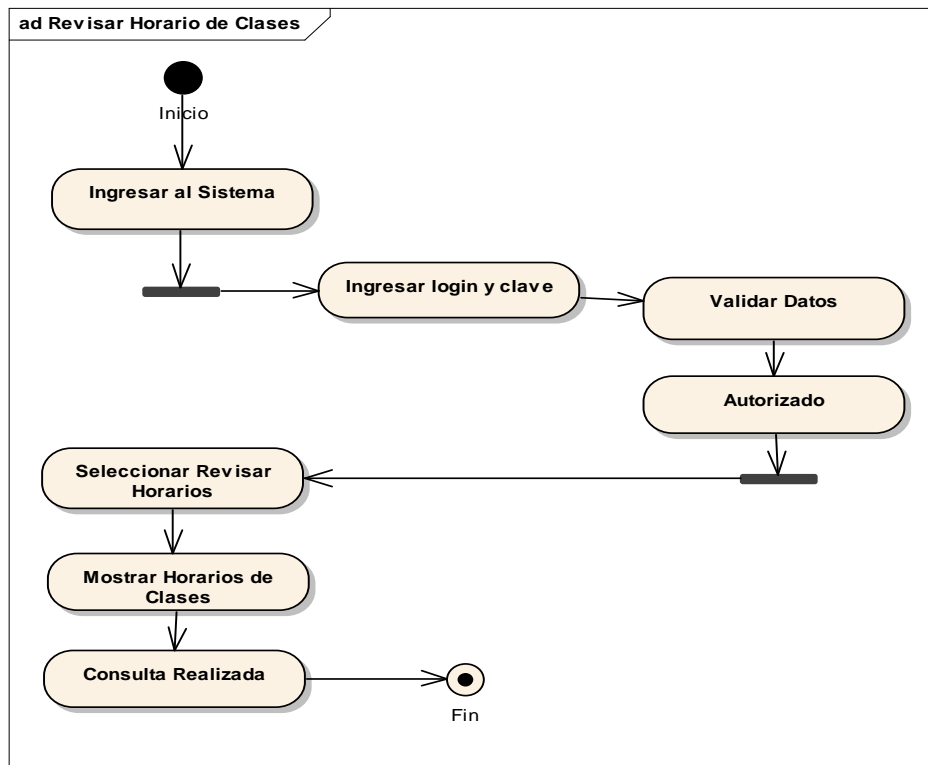 ad Revisar Horario de Clases
Inicio
Ingresar al Sistema
Ingresar login y clave
Validar Datos
Autorizado
Seleccionar Revisar
Horarios
Mostrar Horarios de
Clases
Consulta Realizada
Fin